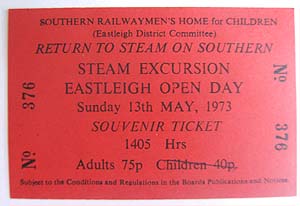 SOUTHERN RAILWAYMEN'S HOME for CHILDREN
(Eastleigh District Committee)
RETURN TO STEAM ON SOUTHERN
STEAM EXCURSION
EASTLEIGH OPEN DAY
Sunday 13th MAY, 1973
SOUVENIR TICKET
1405 Hrs
Adults 75p Children 40p.
Subject to the Conditions and Regulations in the Boards Publications and Notices.
No 376
No 376